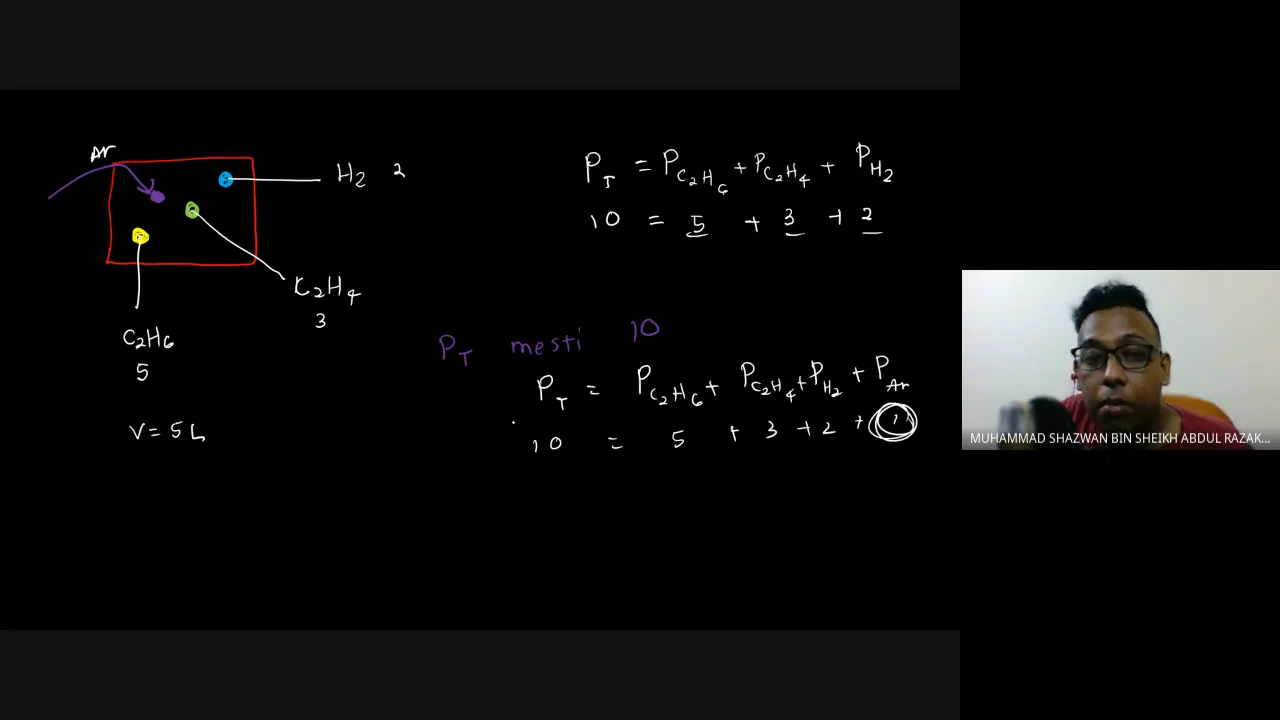 Ar
H2 2
C2H4
3
C2H6
5
V = 5 L
PT = PC2H6 + PC2H4 + PH2
10 = 5 + 3 + 2
PT mesti 10
PT = PC2H6 + PC2H4 + PH2 + PAr
10 = 5 + 3 + 2 + 1
MUHAMMAD SHAZWAN BIN SHEIKH ABDUL RAZAK...